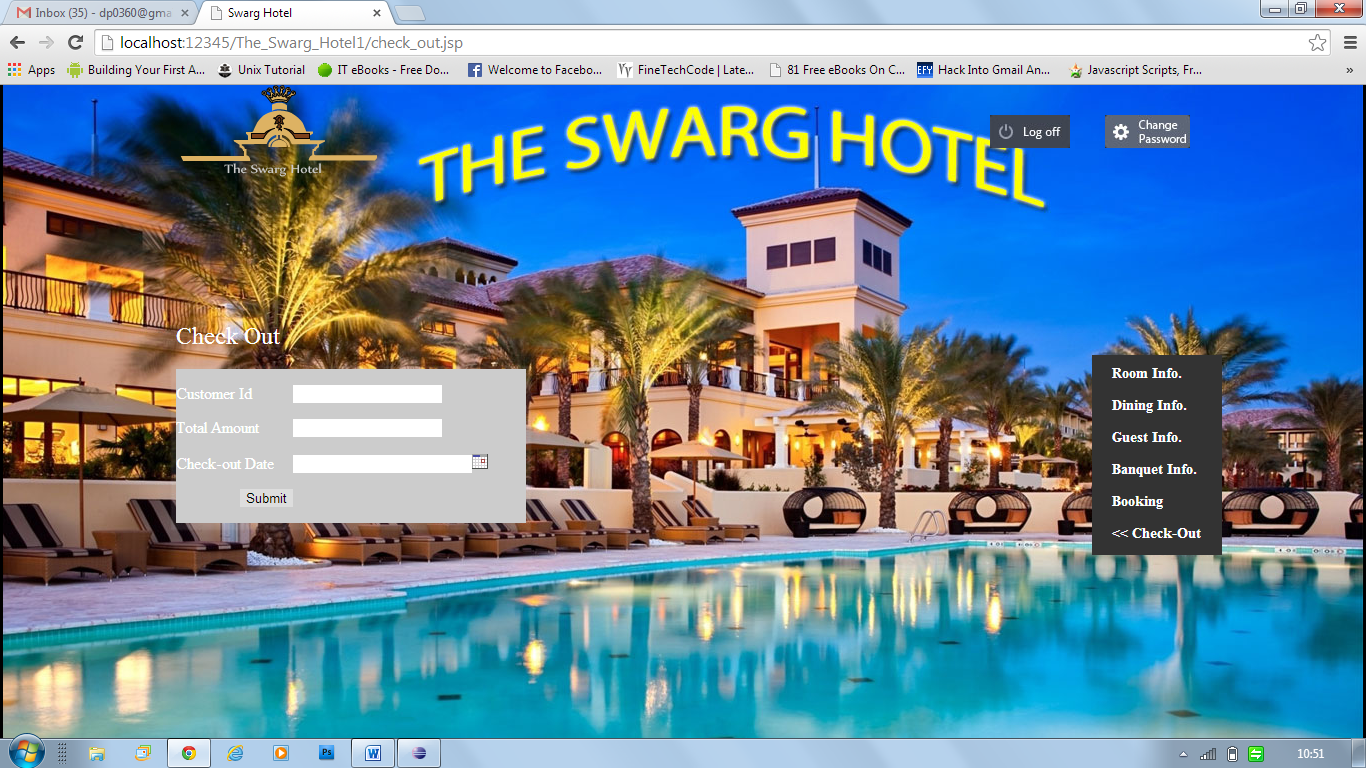 Inbox (35) - dp0360@gma
Swarg Hotel
localhost:12345/The_Swarg_Hotel1/check_out.jsp
Apps
Building Your First A...
Unix Tutorial
IT eBooks - Free Do...
Welcome to Facebo...
FineTechCode | Late...
81 Free eBooks On C...
EFY
Hack Into Gmail An...
Javascript Scripts, Fr...
»
The Swarg Hotel
THE SWARG HOTEL
Log off
Change
Password
Check Out
Customer Id
Total Amount
Check-out Date
Submit
Room Info.
Dining Info.
Guest Info.
Banquet Info.
Booking
<< Check-Out
Ps
W
10:51